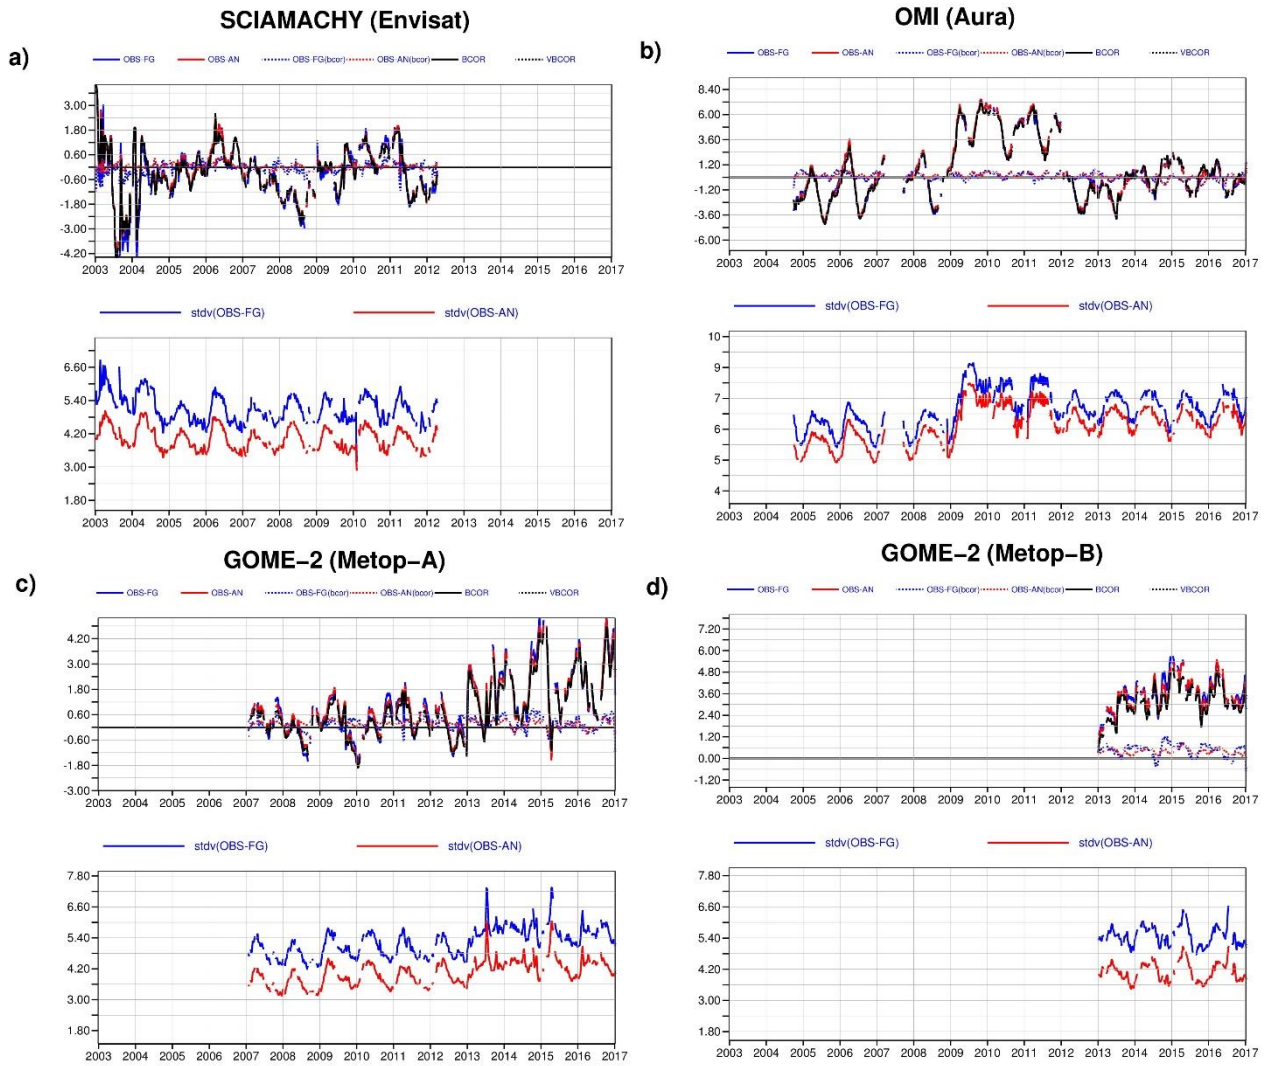 SCIAMACHY (Envisat)
a)
OBS-FG OBS-AN OBS-FG(bcor) OBS-AN(bcor) BCOR VBCOR
3.00
1.80
0.60
-0.60
-1.80
-3.00
-4.20
2003 2004 2005 2006 2007 2008 2009 2010 2011 2012 2013 2014 2015 2016 2017
stdv(OBS-FG) stdv(OBS-AN)
6.60
5.40
4.20
3.00
1.80
2003 2004 2005 2006 2007 2008 2009 2010 2011 2012 2013 2014 2015 2016 2017
OMI (Aura)
b)
OBS-FG OBS-AN OBS-FG(bcor) OBS-AN(bcor) BCOR VBCOR
8.40
6.00
3.60
1.20
-1.20
-3.60
-6.00
2003 2004 2005 2006 2007 2008 2009 2010 2011 2012 2013 2014 2015 2016 2017
stdv(OBS-FG) stdv(OBS-AN)
10
9
7
6
5
4
2003 2004 2005 2006 2007 2008 2009 2010 2011 2012 2013 2014 2015 2016 2017
GOME-2 (Metop-A)
c)
OBS-FG OBS-AN OBS-FG(bcor) OBS-AN(bcor) BCOR VBCOR
4.20
3.00
1.80
0.60
-0.60
-1.80
-3.00
2003 2004 2005 2006 2007 2008 2009 2010 2011 2012 2013 2014 2015 2016 2017
stdv(OBS-FG) stdv(OBS-AN)
7.80
6.60
5.40
4.20
3.00
1.80
2003 2004 2005 2006 2007 2008 2009 2010 2011 2012 2013 2014 2015 2016 2017
GOME-2 (Metop-B)
d)
OBS-FG OBS-AN OBS-FG(bcor) OBS-AN(bcor) BCOR VBCOR
7.20
6.00
4.80
3.60
2.40
1.20
0.00
-1.20
2003 2004 2005 2006 2007 2008 2009 2010 2011 2012 2013 2014 2015 2016 2017
stdv(OBS-FG) stdv(OBS-AN)
7.80
6.60
5.40
4.20
3.00
1.80
2003 2004 2005 2006 2007 2008 2009 2010 2011 2012 2013 2014 2015 2016 2017